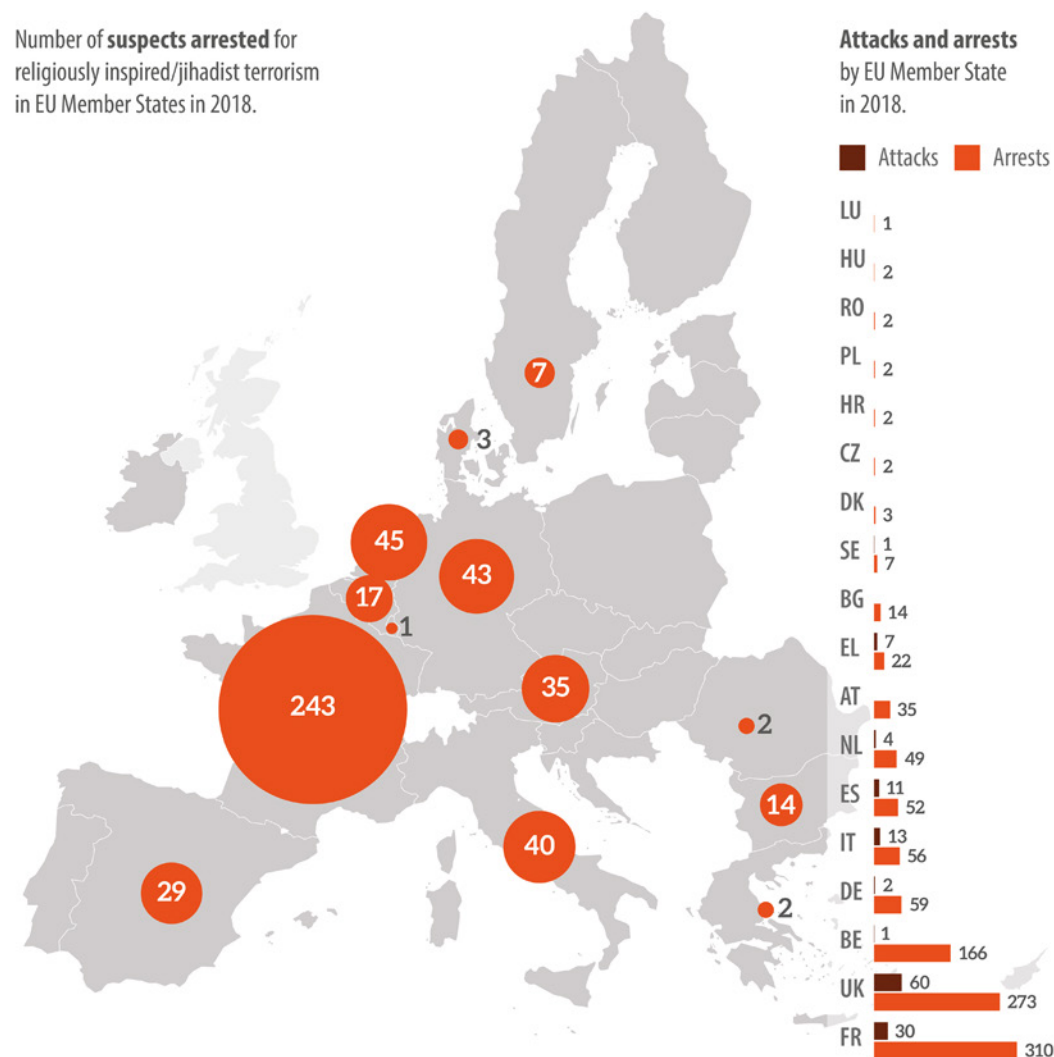 Number of suspects arrested for
religiously inspired/jihadist terrorism
in EU Member States in 2018.
7
3
45
43
17
1
243
35
2
14
40
29
2
Attacks and arrests
by EU Member State
in 2018.
Attacks Arrests
LU
1
HU
2
RO
2
PL
2
HR
2
CZ
2
DK
3
SE 1
7
BG
14
EL 7
22
AT
35
NL 4
49
ES 11
52
IT 13
56
DE 2
59
BE 1
166
UK 60
273
FR 30
310